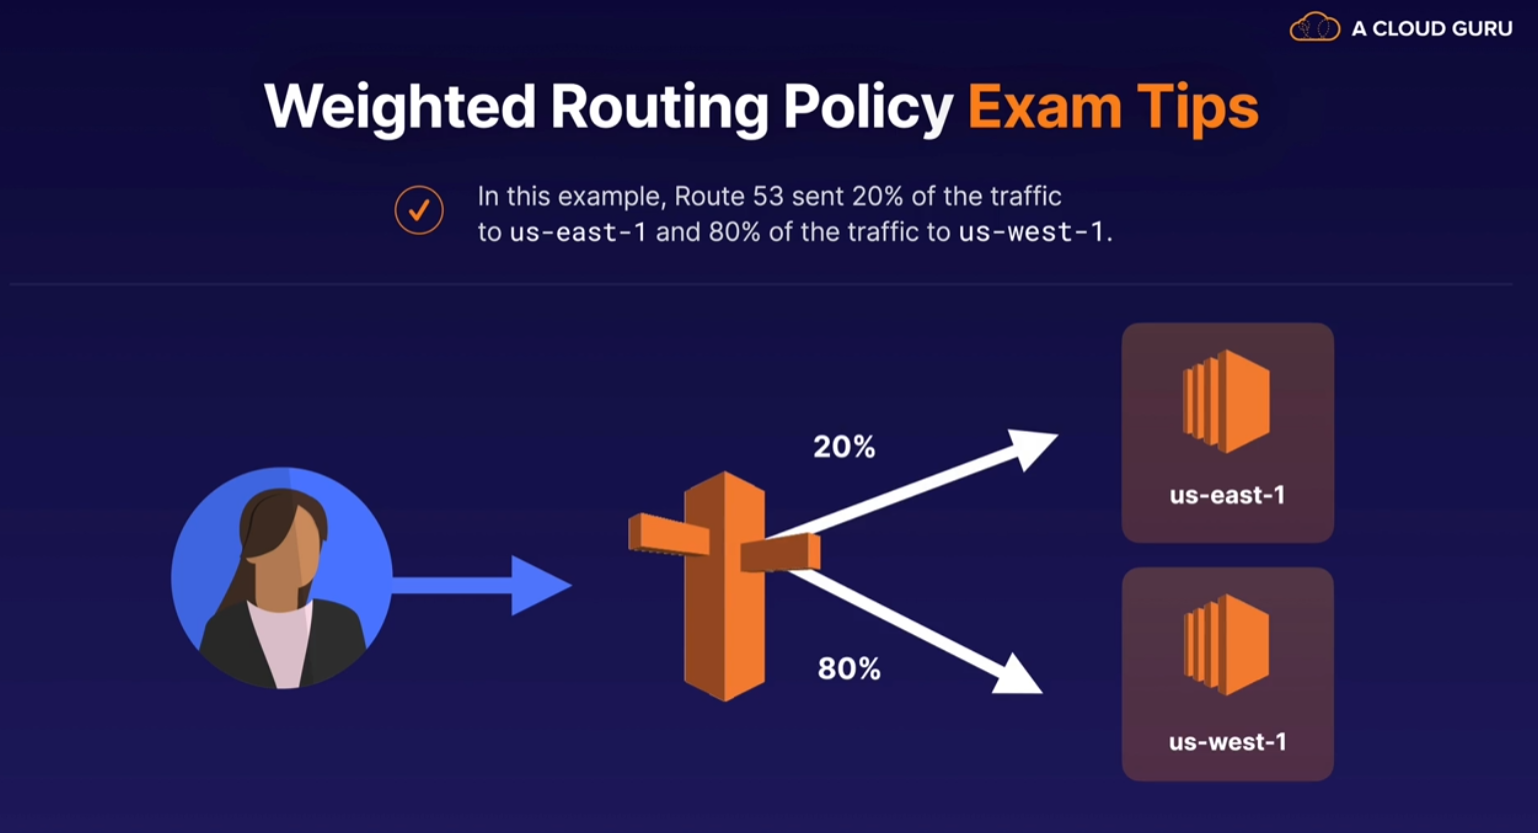 A CLOUD GURU
Weighted Routing Policy Exam Tips
In this example, Route 53 sent 20% of the traffic
to us-east-1 and 80% of the traffic to us-west-1.
20%
us-east-1
80%
us-west-1